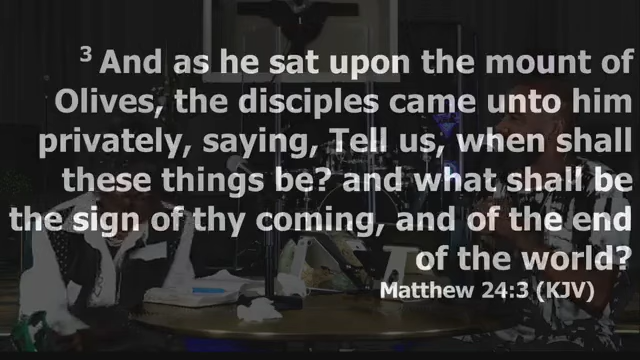 3 And as he sat upon the mount of
Olives, the disciples came unto him
privately, saying, Tell us, when shall
these things be? and what shall be
the sign of thy coming, and of the end
of the world?
Matthew 24:3 (KJV)